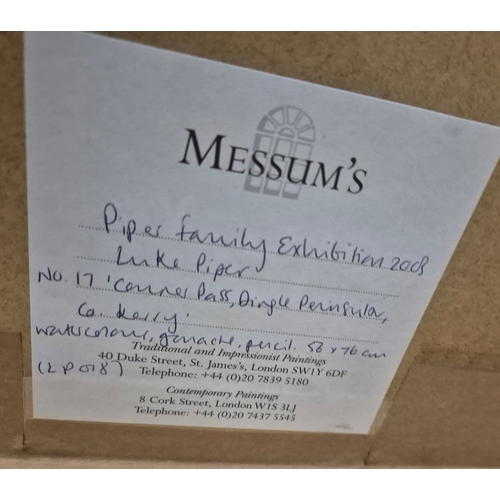 MESSUM'S
Piper family Exhibition 2008
Luke Piper
No. 17 'Conner Pass, Dingle Peninsula,
Co. Kerry'
watercolour, gouache, pencil. 56 x 76 cm
Traditional and Impressionist Paintings
(LP018) 40 Duke Street, St. James's, London SW1Y 6DF
Telephone: +44 (0)20 7839 5180
Contemporary Paintings
8 Cork Street, London W1S 3LJ
Telephone: +44 (0)20 7437 5545